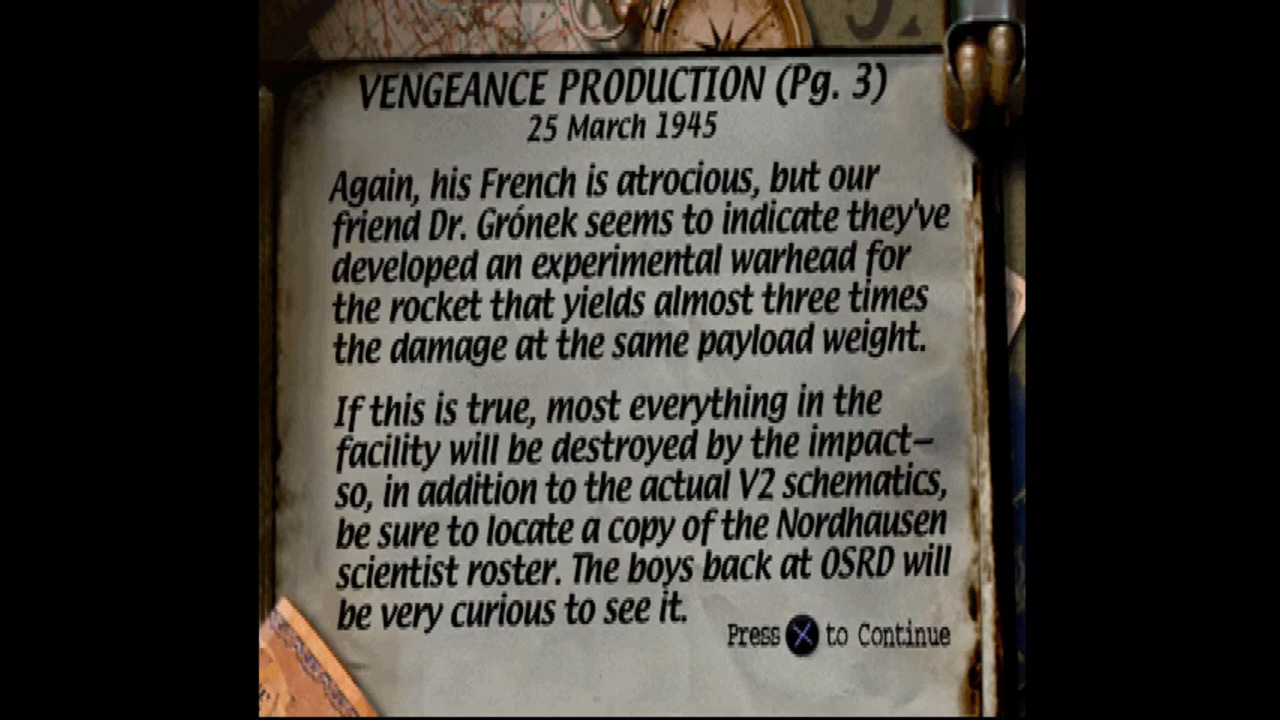 VENGEANCE PRODUCTION (Pg. 3)
25 March 1945
Again, his French is atrocious, but our
friend Dr. Grónek seems to indicate they've
developed an experimental warhead for
the rocket that yields almost three times
the damage at the same payload weight.
If this is true, most everything in the
facility will be destroyed by the impact—
so, in addition to the actual V2 schematics,
be sure to locate a copy of the Nordhausen
scientist roster. The boys back at OSRD will
be very curious to see it.
Press X to Continue